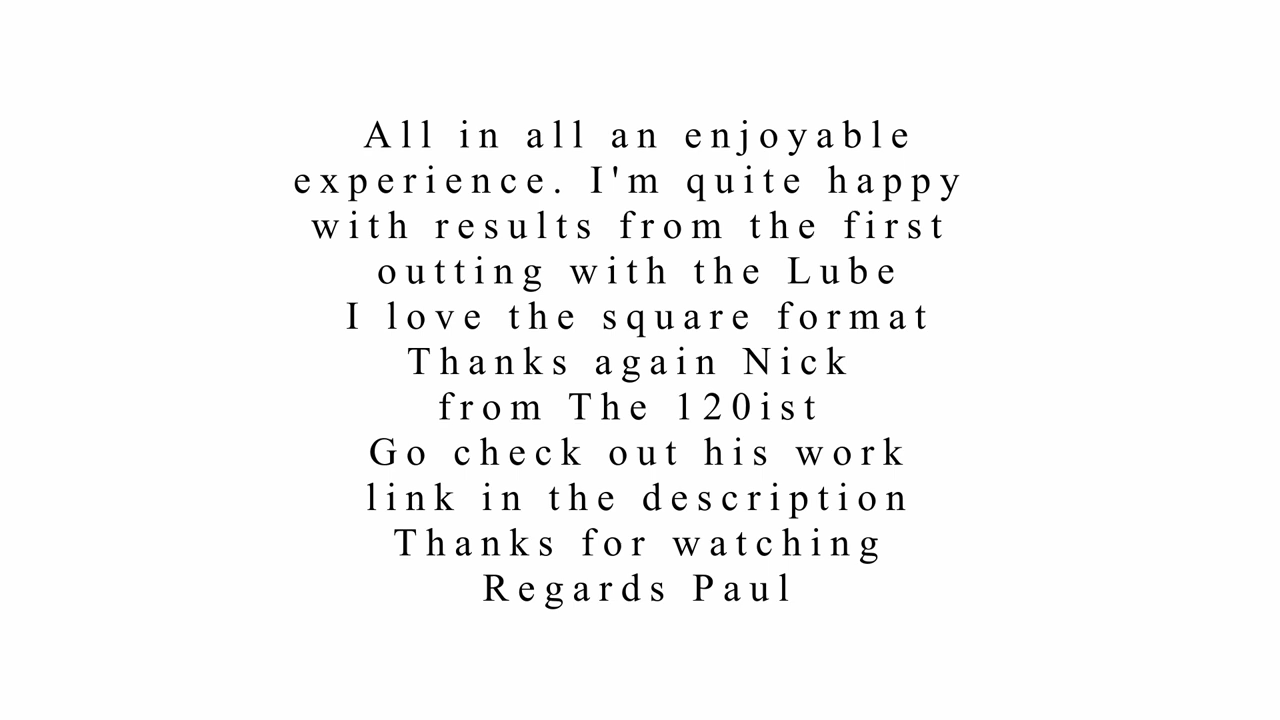 All in all an enjoyable
experience. I'm quite happy
with results from the first
outting with the Lube
I love the square format
Thanks again Nick
from The 120ist
Go check out his work
link in the description
Thanks for watching
Regards Paul